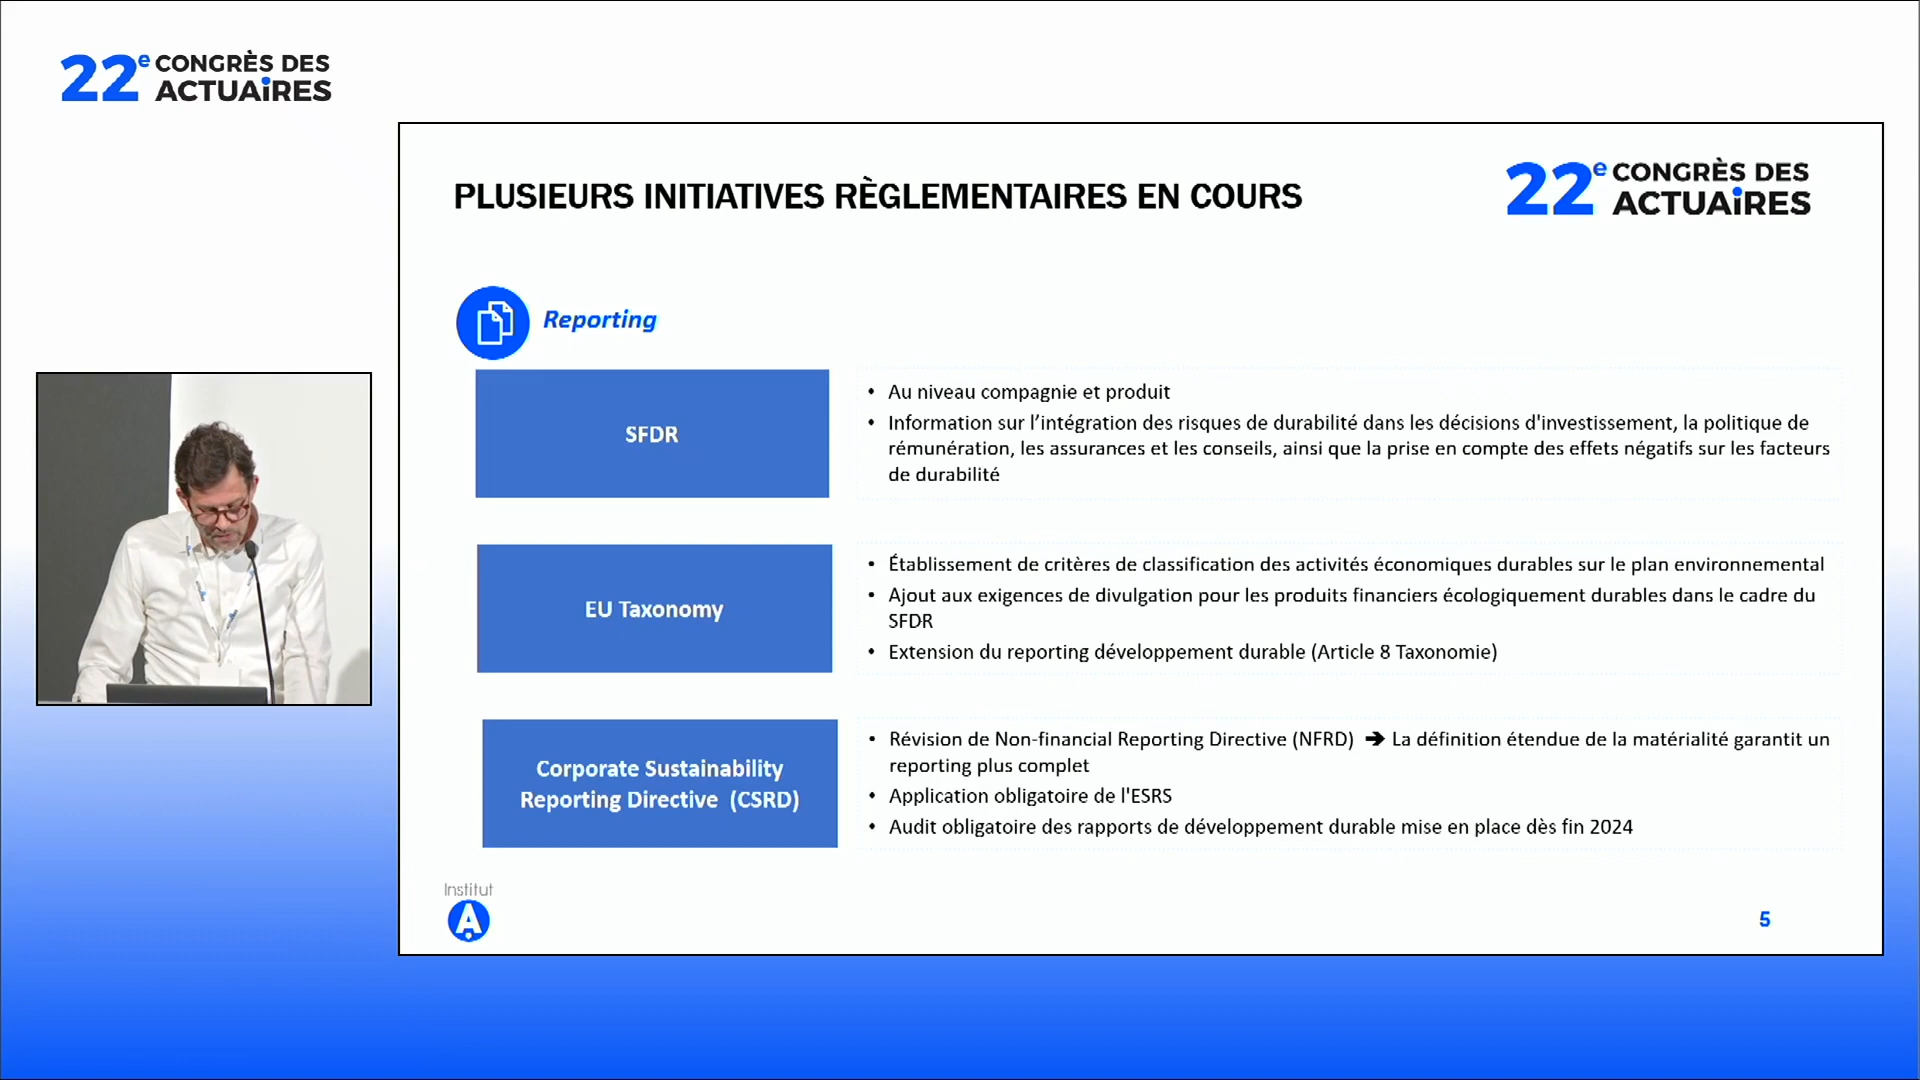 22e CONGRÈS DES
ACTUAIRES
PLUSIEURS INITIATIVES RÈGLEMENTAIRES EN COURS
22e CONGRÈS DES
ACTUAIRES
Reporting
SFDR
• Au niveau compagnie et produit
• Information sur l’intégration des risques de durabilité dans les décisions d'investissement, la politique de
rémunération, les assurances et les conseils, ainsi que la prise en compte des effets négatifs sur les facteurs
de durabilité
EU Taxonomy
• Établissement de critères de classification des activités économiques durables sur le plan environnemental
• Ajout aux exigences de divulgation pour les produits financiers écologiquement durables dans le cadre du
SFDR
• Extension du reporting développement durable (Article 8 Taxonomie)
Corporate Sustainability
Reporting Directive (CSRD)
• Révision de Non-financial Reporting Directive (NFRD) ➔ La définition étendue de la matérialité garantit un
reporting plus complet
• Application obligatoire de l'ESRS
• Audit obligatoire des rapports de développement durable mise en place dès fin 2024
Institut
A
5